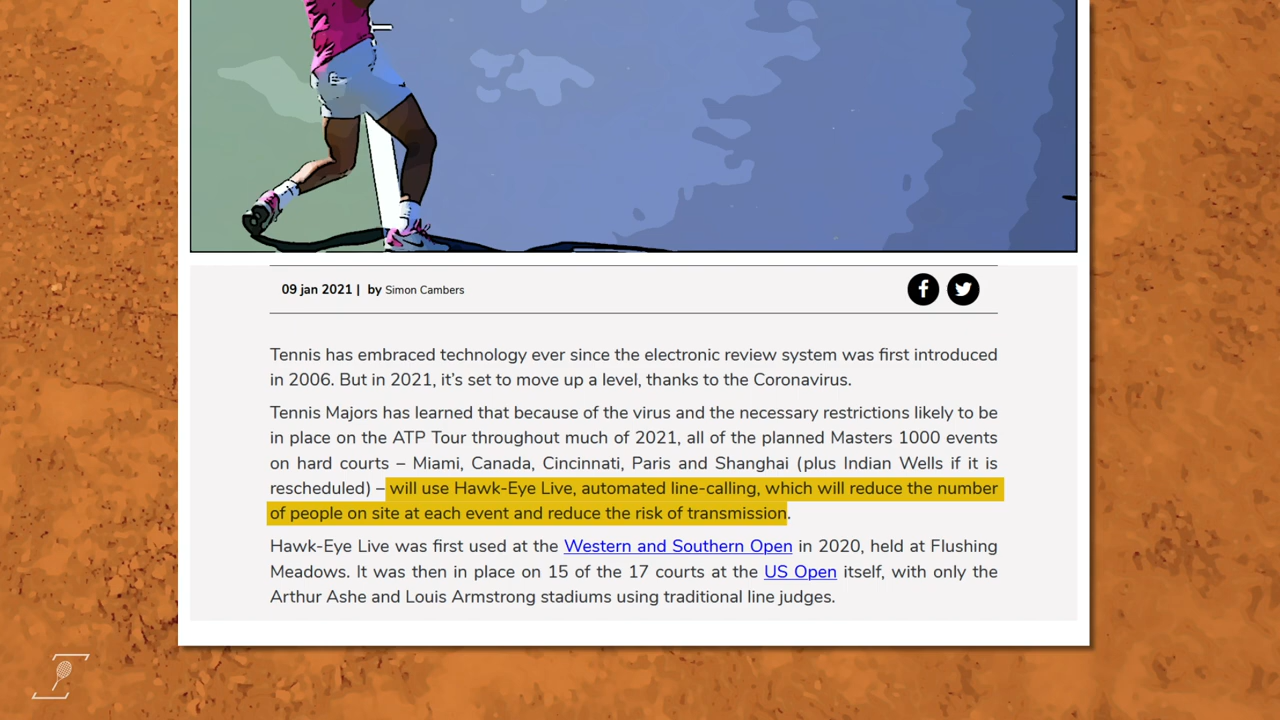 09 jan 2021 | by Simon Cambers
Tennis has embraced technology ever since the electronic review system was first introduced
in 2006. But in 2021, it’s set to move up a level, thanks to the Coronavirus.
Tennis Majors has learned that because of the virus and the necessary restrictions likely to be
in place on the ATP Tour throughout much of 2021, all of the planned Masters 1000 events
on hard courts – Miami, Canada, Cincinnati, Paris and Shanghai (plus Indian Wells if it is
rescheduled) – will use Hawk-Eye Live, automated line-calling, which will reduce the number
of people on site at each event and reduce the risk of transmission.
Hawk-Eye Live was first used at the Western and Southern Open in 2020, held at Flushing
Meadows. It was then in place on 15 of the 17 courts at the US Open itself, with only the
Arthur Ashe and Louis Armstrong stadiums using traditional line judges.